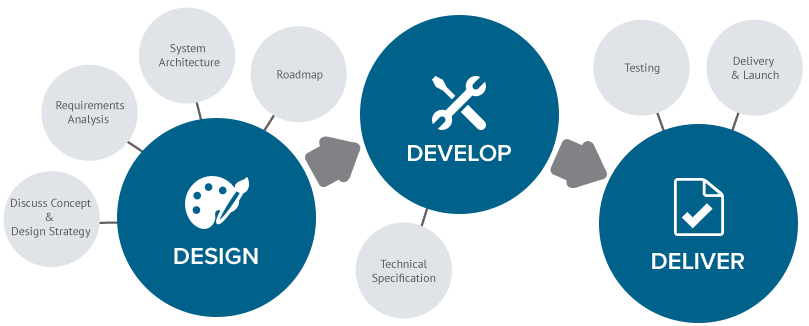 Discuss Concept
&
Design Strategy
Requirements
Analysis
System
Architecture
Roadmap
DESIGN
DEVELOP
Technical
Specification
Testing
Delivery
& Launch
DELIVER